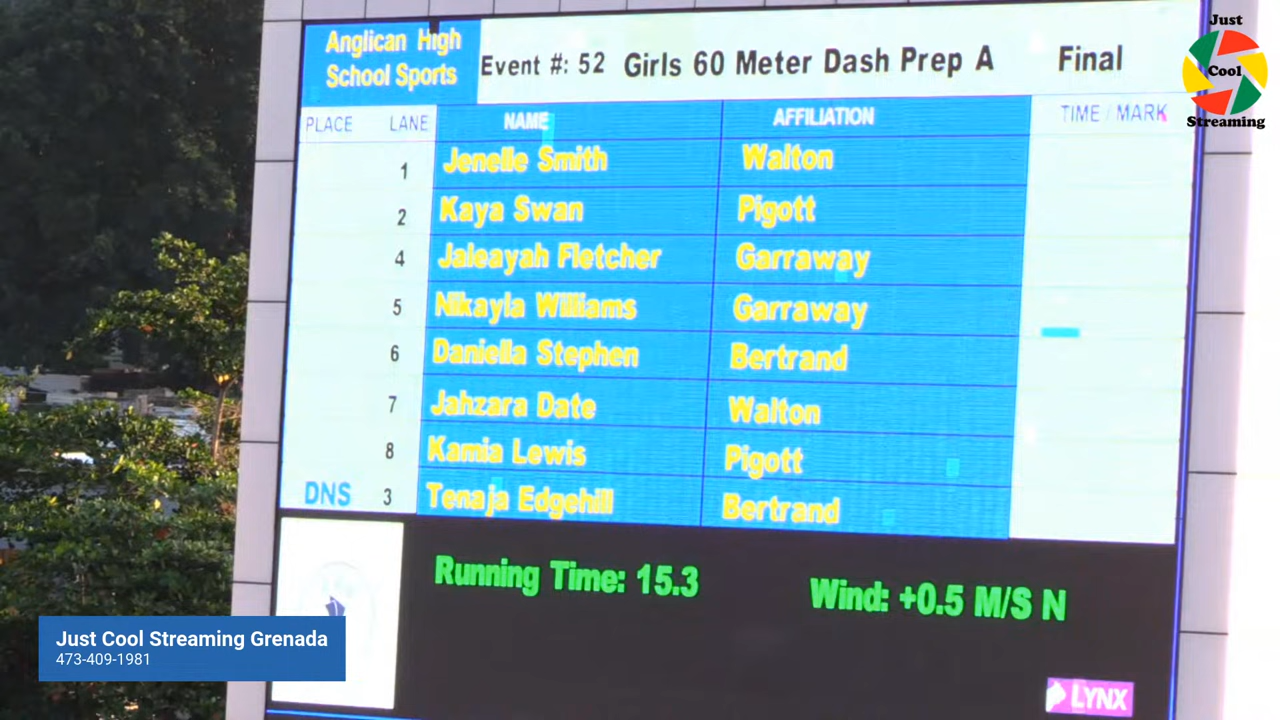 Anglican High
School Sports
Event #: 52 Girls 60 Meter Dash Prep A Final
PLACE LANE NAME AFFILIATION TIME / MARK
1 Jenelle Smith Walton
2 Kaya Swan Pigott
4 Jaleayah Fletcher Garraway
5 Nikayla Williams Garraway
6 Daniella Stephen Bertrand
7 Jahzara Date Walton
8 Kamia Lewis Pigott
DNS 3 Tenaja Edgehill Bertrand
Running Time: 15.3 Wind: +0.5 M/S N
LYNX
Just
Cool
Streaming
Just Cool Streaming Grenada
473-409-1981